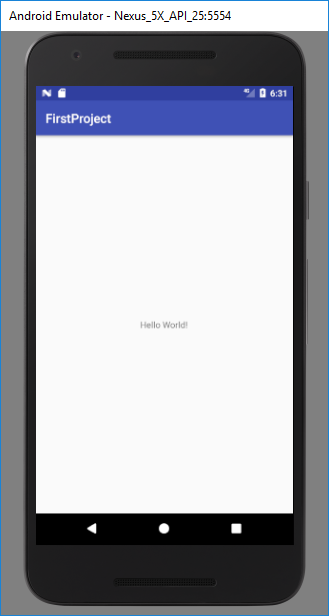 Android Emulator - Nexus_5X_API_25:5554
6:31
FirstProject
Hello World!